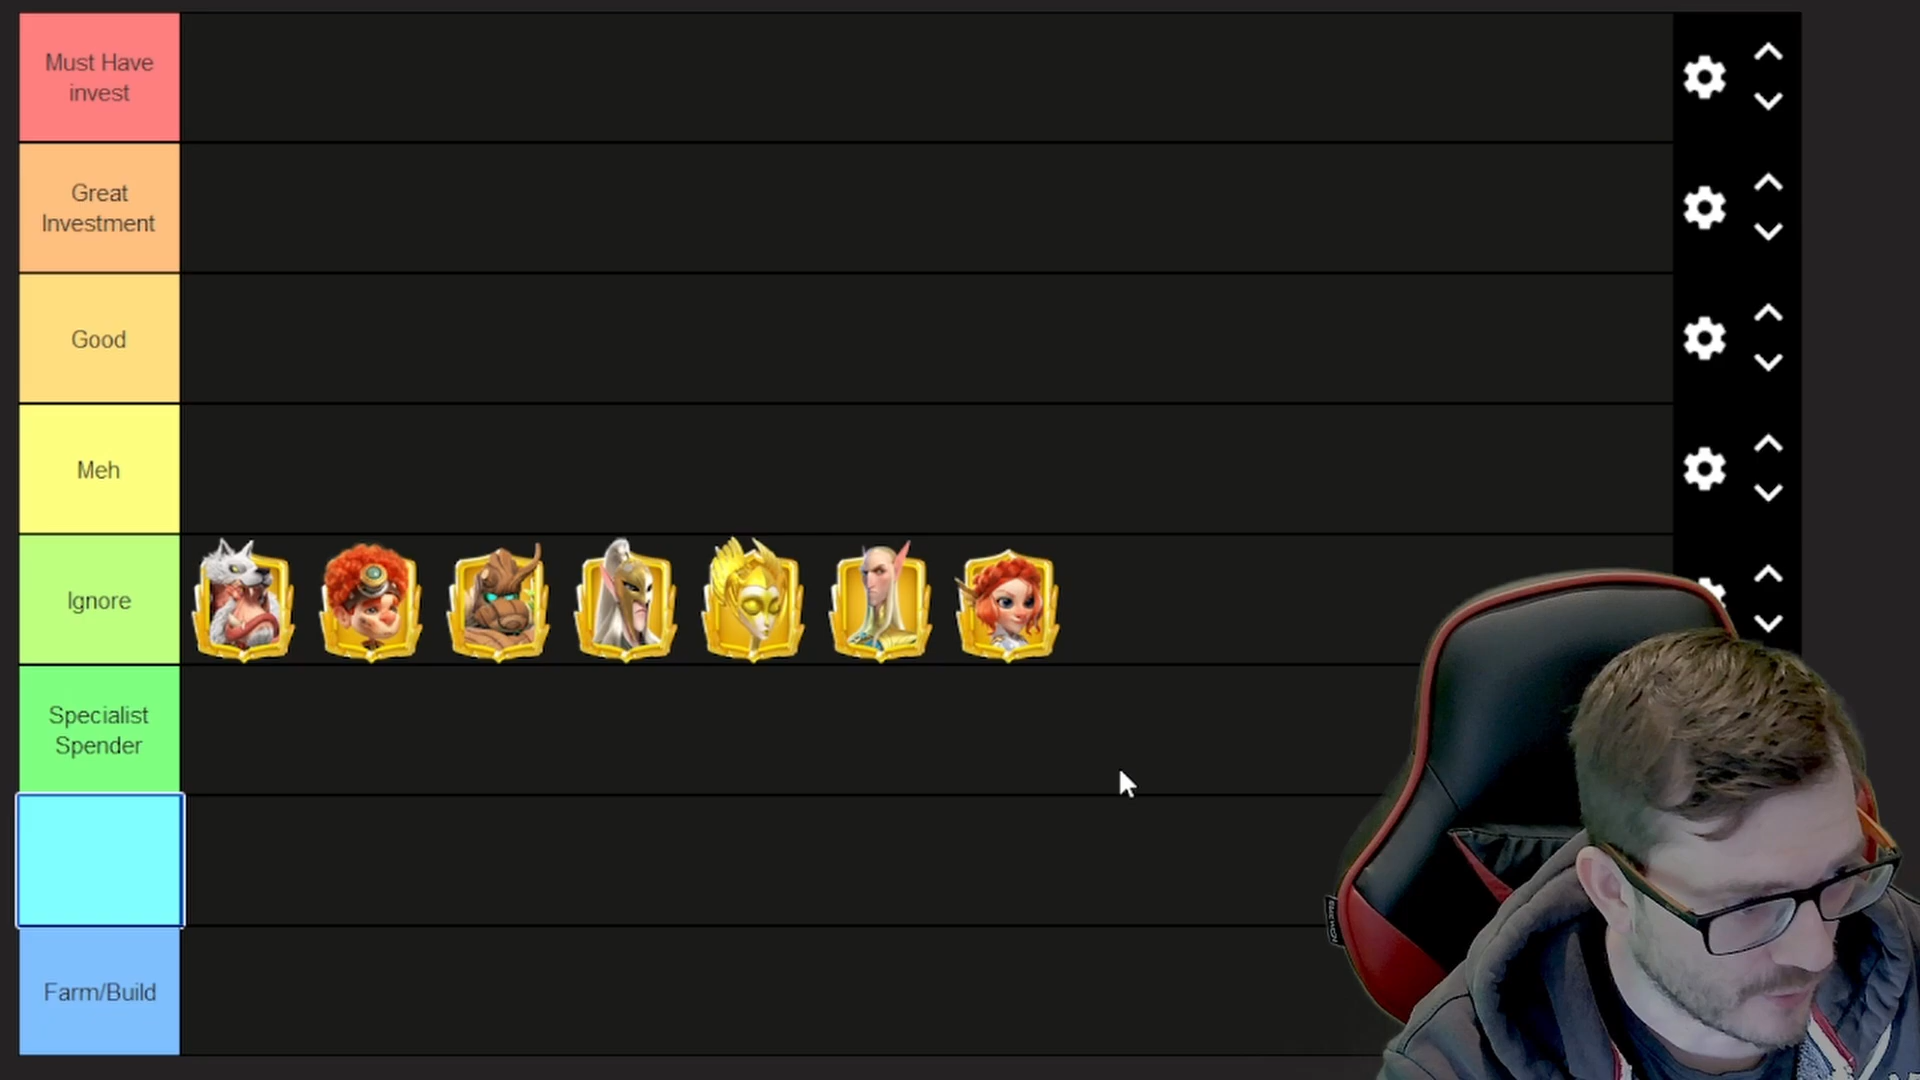 Must Have
invest
Great
Investment
Good
Meh
Ignore
Specialist
Spender
Farm/Build